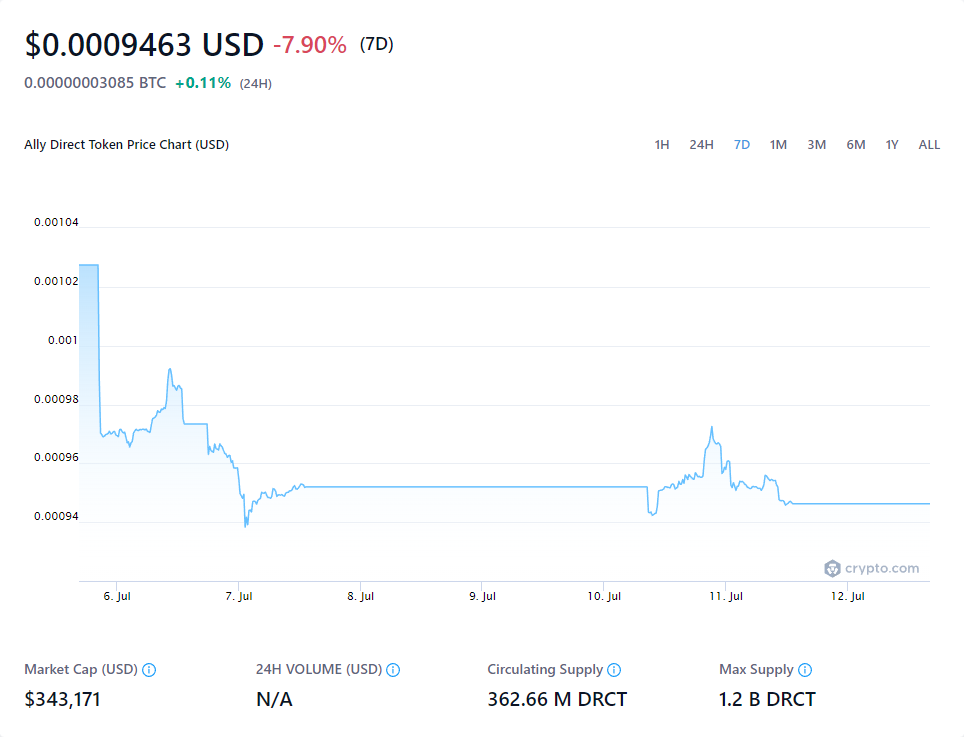 $0.0009463 USD -7.90% (7D)
0.00000003085 BTC +0.11% (24H)
Ally Direct Token Price Chart (USD) 1H 24H 7D 1M 3M 6M 1Y ALL
0.00104
0.00102
0.001
0.00098
0.00096
0.00094
crypto.com
6. Jul 7. Jul 8. Jul 9. Jul 10. Jul 11. Jul 12. Jul
Market Cap (USD) 24H VOLUME (USD) Circulating Supply Max Supply
$343,171 N/A 362.66 M DRCT 1.2 B DRCT